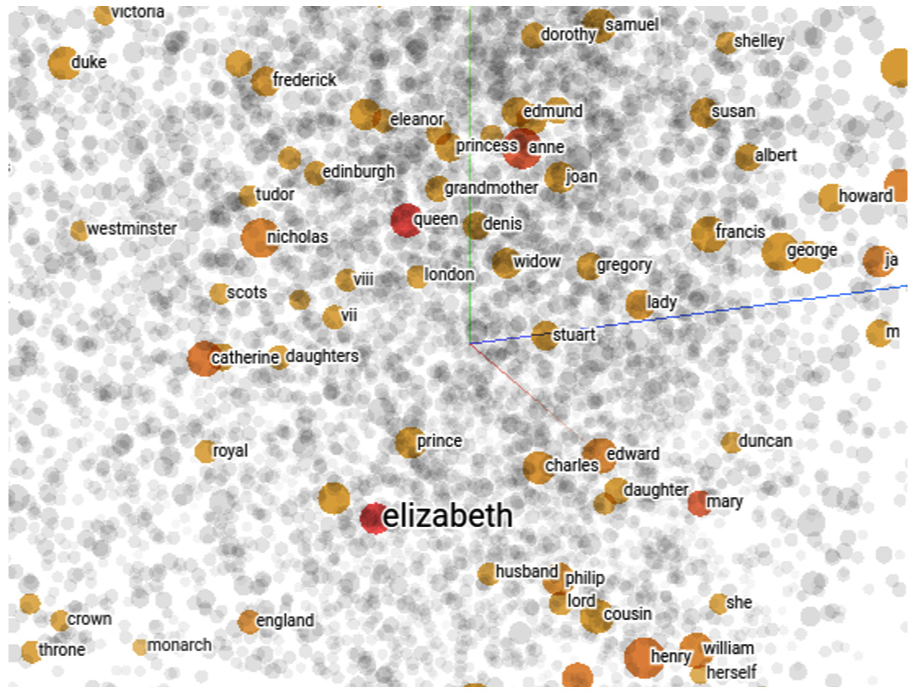 victoria
samuel
dorothy
shelley
duke
frederick
edmund
susan
eleanor
princess
anne
albert
edinburgh
joan
grandmother
tudor
howard
queen
denis
westminster
nicholas
francis
george
widow
gregory
ja
london
viii
scots
lady
vii
stuart
m
catherine
daughters
prince
royal
duncan
edward
charles
daughter
mary
elizabeth
husband
philip
lord
she
cousin
crown
england
throne
monarch
william
henry
herself